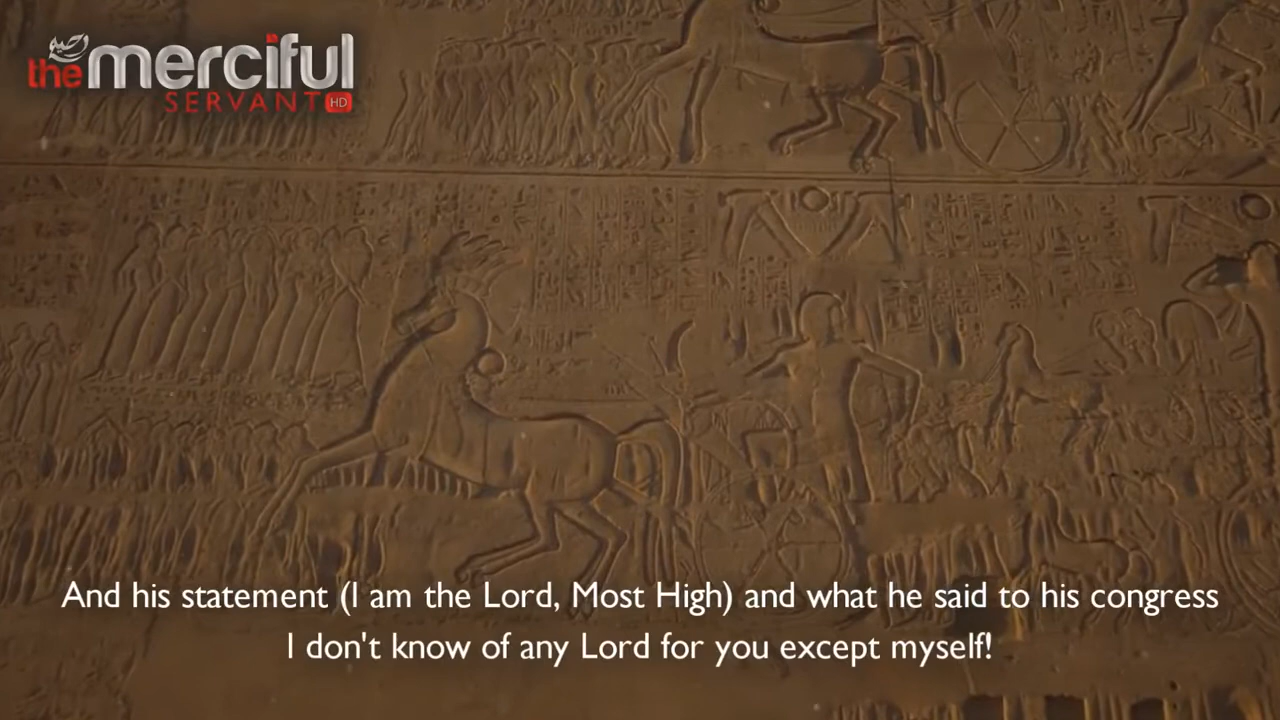 the merciful
SERVANT HD
And his statement (I am the Lord, Most High) and what he said to his congress
I don't know of any Lord for you except myself!